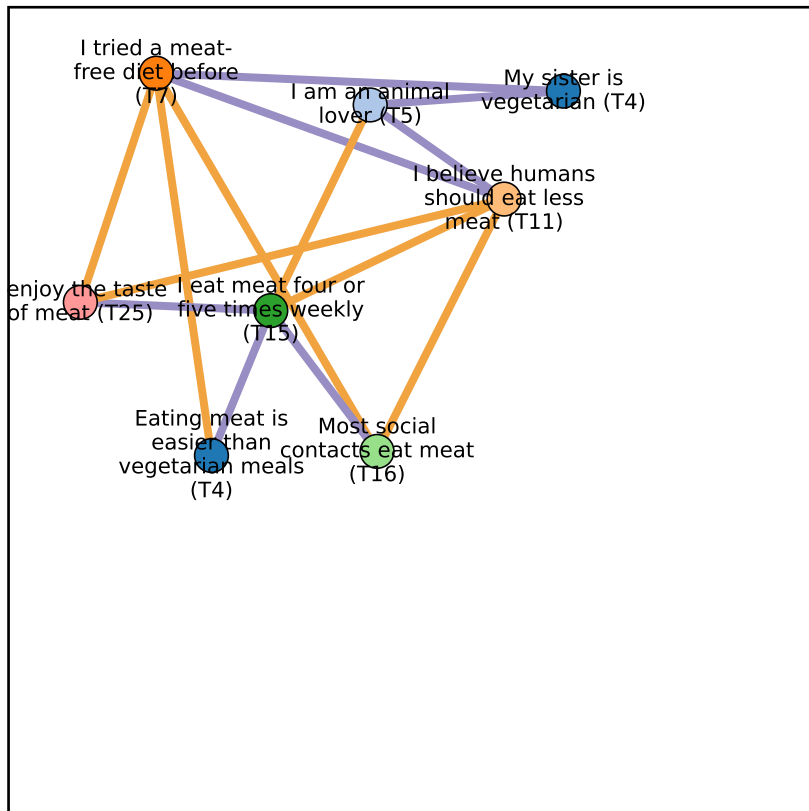 I tried a meat-
free diet before
(T7)
My sister is
vegetarian (T4)
I am an animal
lover (T5)
I believe humans
should eat less
meat (T11)
enjoy the taste
of meat (T25)
I eat meat four or
five times weekly
(T15)
Eating meat is
easier than
vegetarian meals
(T4)
Most social
contacts eat meat
(T16)